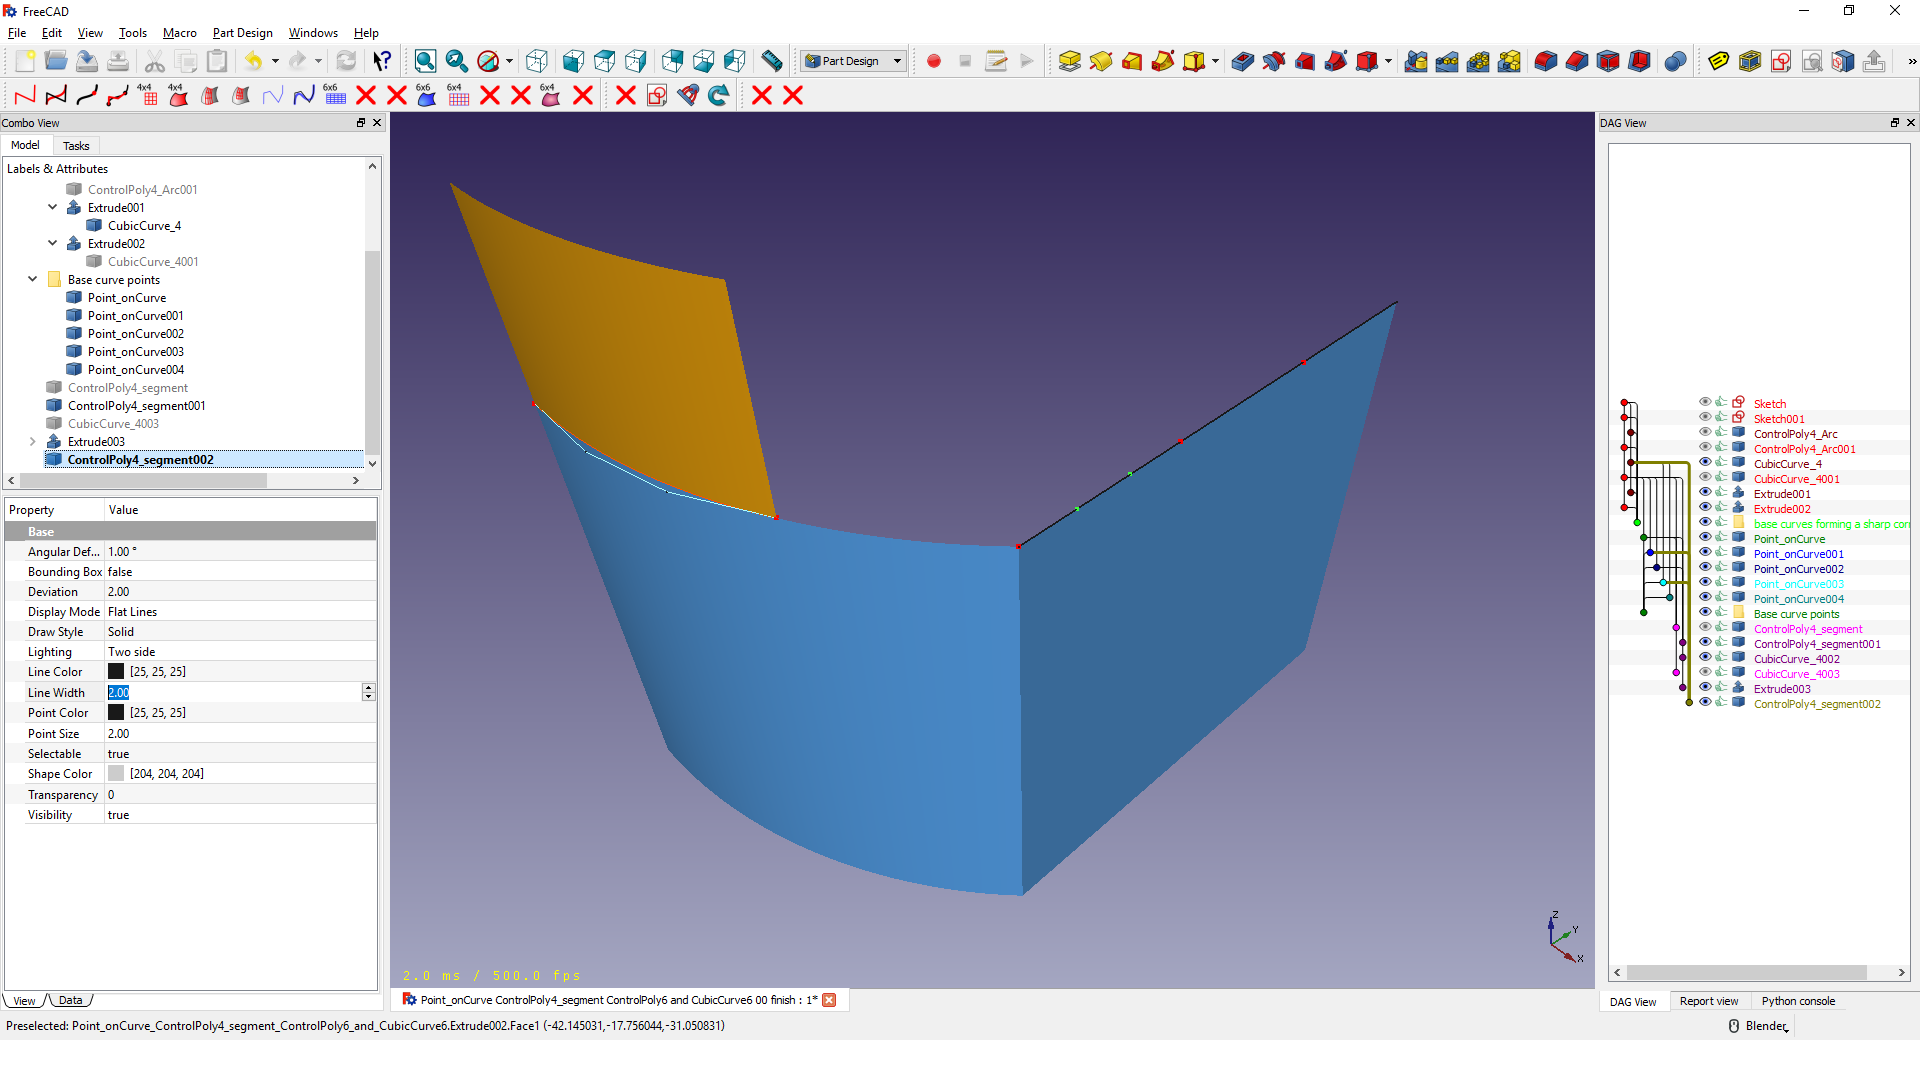 FreeCAD
File Edit View Tools Macro Part Design Windows Help
Part Design
»
4x4 4x4 6x6 6x6 6x4 6x4
Combo View
Model Tasks
Labels & Attributes
ControlPoly4_Arc001
Extrude001
CubicCurve_4
Extrude002
CubicCurve_4001
Base curve points
Point_onCurve
Point_onCurve001
Point_onCurve002
Point_onCurve003
Point_onCurve004
ControlPoly4_segment
ControlPoly4_segment001
CubicCurve_4003
Extrude003
ControlPoly4_segment002
Property Value
Base
Angular Def... 1.00 °
Bounding Box false
Deviation 2.00
Display Mode Flat Lines
Draw Style Solid
Lighting Two side
Line Color [25, 25, 25]
Line Width 2.00
Point Color [25, 25, 25]
Point Size 2.00
Selectable true
Shape Color [204, 204, 204]
Transparency 0
Visibility true
View Data
2.0 ms / 500.0 fps
Z
Y
X
Point_onCurve ControlPoly4_segment ControlPoly6 and CubicCurve6 00 finish : 1*
DAG View
Sketch
Sketch001
ControlPoly4_Arc
ControlPoly4_Arc001
CubicCurve_4
CubicCurve_4001
Extrude001
Extrude002
base curves forming a sharp cor
Point_onCurve
Point_onCurve001
Point_onCurve002
Point_onCurve003
Point_onCurve004
Base curve points
ControlPoly4_segment
ControlPoly4_segment001
CubicCurve_4002
CubicCurve_4003
Extrude003
ControlPoly4_segment002
DAG View Report view Python console
Preselected: Point_onCurve_ControlPoly4_segment_ControlPoly6_and_CubicCurve6.Extrude002.Face1 (-42.145031,-17.756044,-31.050831)
Blender